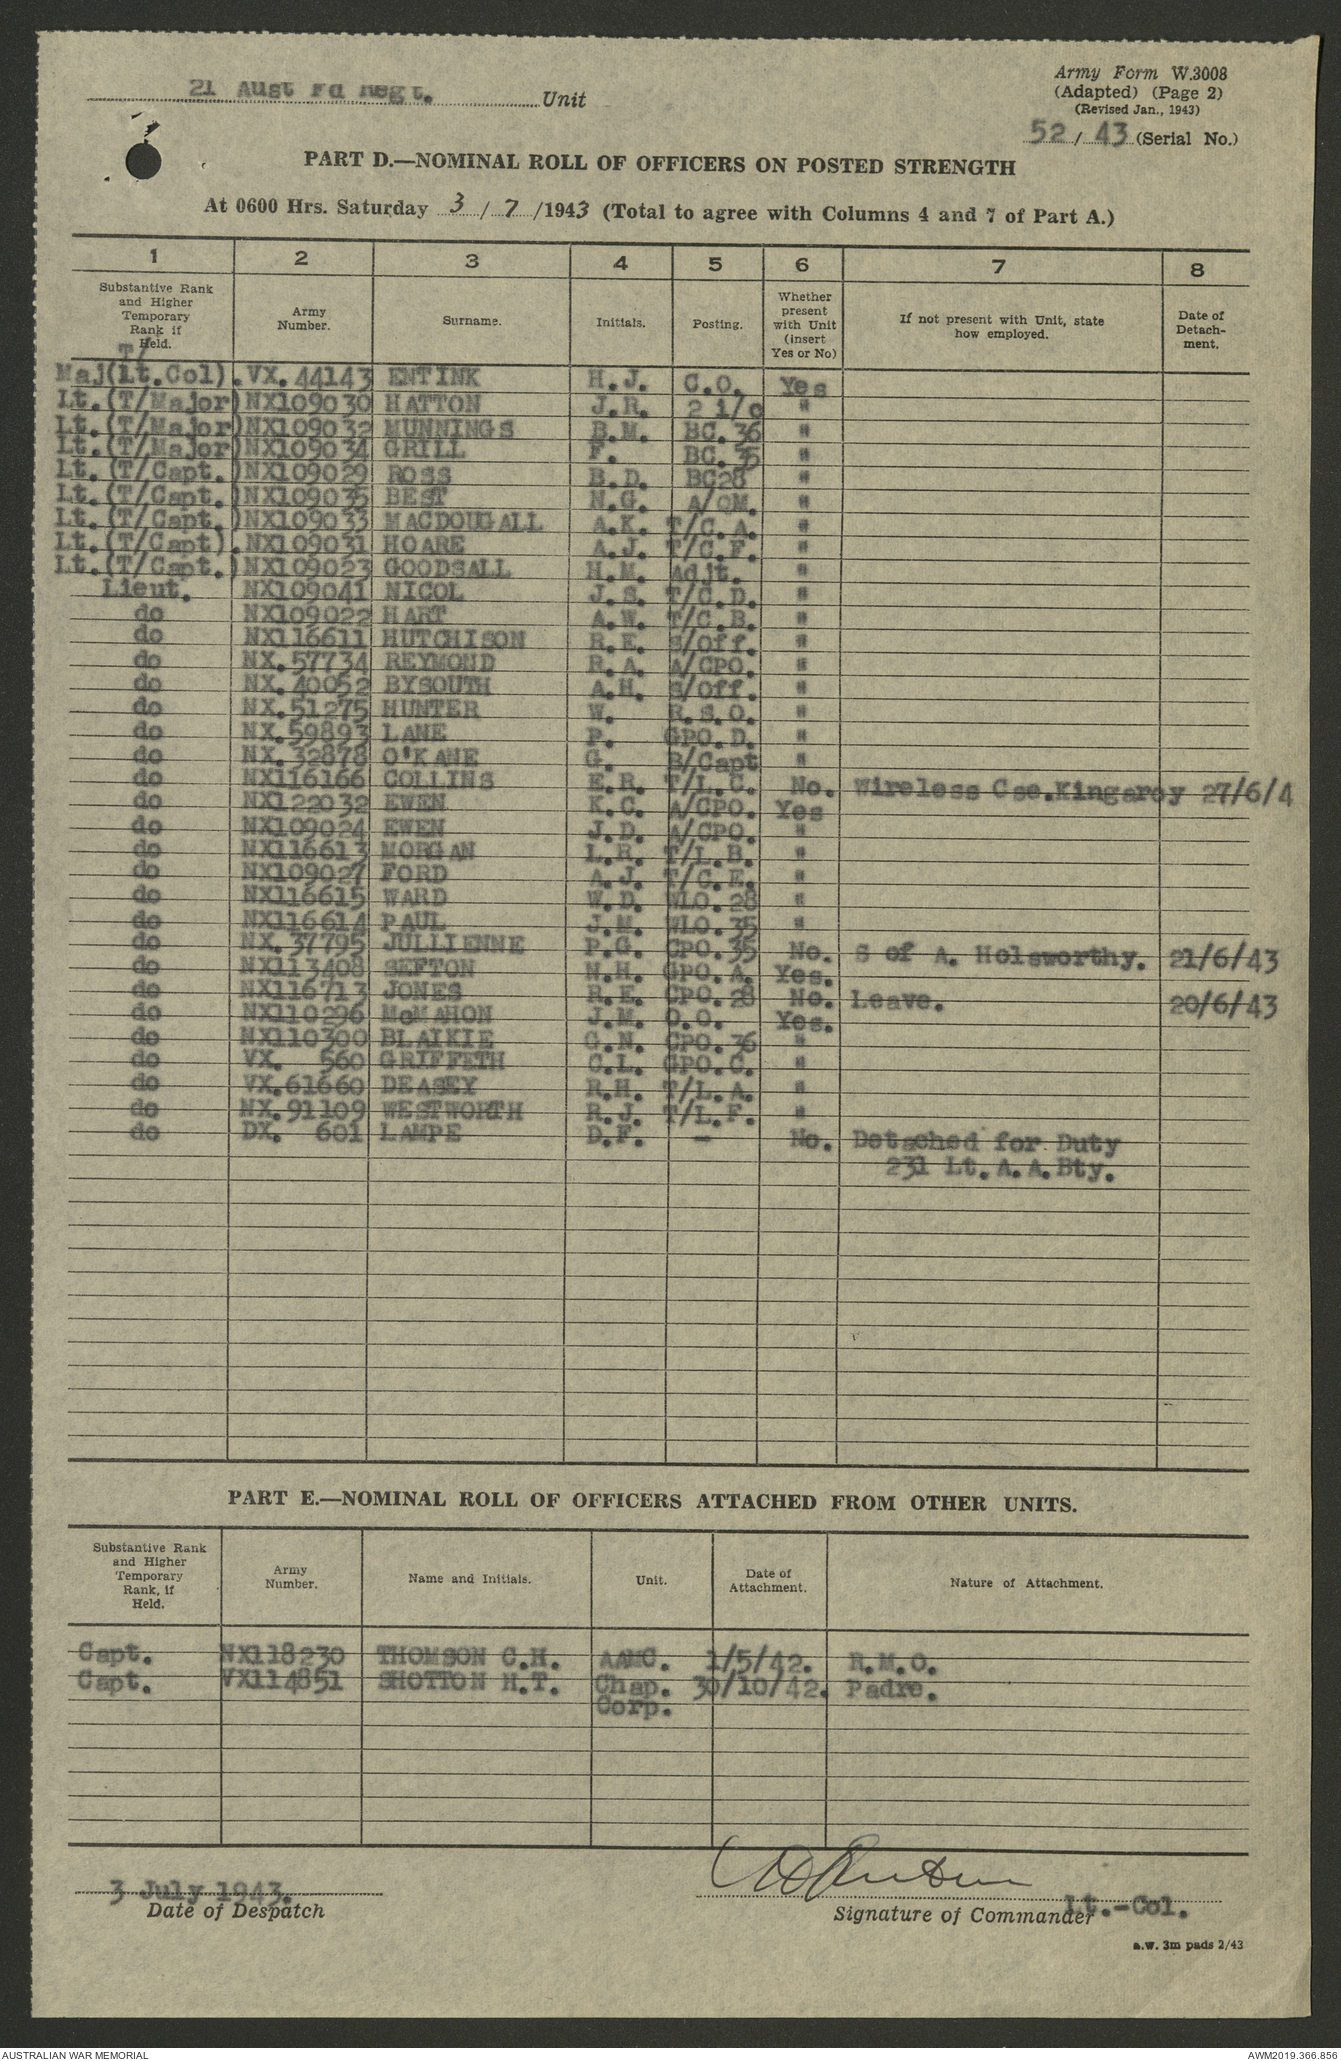 21 Aust Fd Regt. Unit
Army Form W.3008
(Adapted) (Page 2)
(Revised Jan., 1943)
52 / 43 (Serial No.)
PART D.—NOMINAL ROLL OF OFFICERS ON POSTED STRENGTH
At 0600 Hrs. Saturday 3 / 7 /1943 (Total to agree with Columns 4 and 7 of Part A.)
1 2 3 4 5 6 7 8
Substantive Rank and Higher Temporary Rank if Held. Army Number. Surname. Initials. Posting. Whether present with Unit (insert Yes or No) If not present with Unit, state how employed. Date of Detach-ment.
T/
Maj(Lt.Col). VX. 44143 ENTINK H.J. C.O. Yes
Lt.(T/Major) NX109030 HATTON J.R. 2 i/c "
Lt.(T/Major) NX109032 MUNNINGS B.M. BC. 36 "
Lt.(T/Major) NX109034 GRILL F. BC. 35 "
Lt.(T/Capt.) NX109029 ROSS B.D. BC28 "
Lt.(T/Capt.) NX109035 BEST N.G. A/QM. "
Lt.(T/Capt.) NX109033 MACDOUGALL A.K. T/C.A. "
Lt.(T/Capt). NX109031 HOARE A.J. T/C.F. "
Lt.(T/Capt.) NX109023 GOODSALL H.M. Adjt. "
Lieut. NX109041 NICOL J.S. T/C.D. "
do NX109022 HART A.W. T/C.B. "
do NX116611 HUTCHISON R.E. S/Off. "
do NX.57734 REYMOND R.A. A/CPO. "
do NX.40052 BYSOUTH A.H. S/Off. "
do NX.51275 HUNTER W. R.S.O. "
do NX.59893 LANE P. GPO.D. "
do NX.32878 O'KANE G. B/Capt "
do NX116166 COLLINS E.R. T/L.C. No. Wireless Cse.Kingaroy 27/6/4
do NX122032 EWEN K.C. A/CPO. Yes
do NX109024 EWEN J.D. A/CPO. "
do NX116613 MORGAN L.R. T/L.B. "
do NX109027 FORD A.J. T/C.E. "
do NX116615 WARD W.D. WLO.28 "
do NX116614 PAUL J.M. WLO.35 "
do NX.37795 JULLIENNE P.G. CPO.35 No. S of A. Holsworthy. 21/6/43
do NX113408 SEFTON N.H. GPO.A. Yes.
do NX116713 JONES R.E. CPO.28 No. Leave. 20/6/43
do NX110296 McMAHON J.M. O.O. Yes.
do NX110300 BLAIKIE G.N. CPO.36 "
do VX. 560 GRIFFETH C.L. GPO.C. "
do VX.61660 DEASEY R.H. T/L.A. "
do NX.91109 WESTWORTH R.J. T/L.F. "
do DX. 601 LAMPE D.F. - No. Detached for Duty
231 Lt.A.A.Bty.
PART E.—NOMINAL ROLL OF OFFICERS ATTACHED FROM OTHER UNITS.
Substantive Rank and Higher Temporary Rank, if Held. Army Number. Name and Initials. Unit. Date of Attachment. Nature of Attachment.
Capt. NX118230 THOMSON C.H. AAMC. 1/5/42. R.M.O.
Capt. VX114851 SHOTTON H.T. Chap. 30/10/42. Padre.
Corp.
3 July 1943.
Date of Despatch
Signature of Commander Lt.-Col.
a.w. 3m pads 2/43
AUSTRALIAN WAR MEMORIAL
AWM2019.366.856